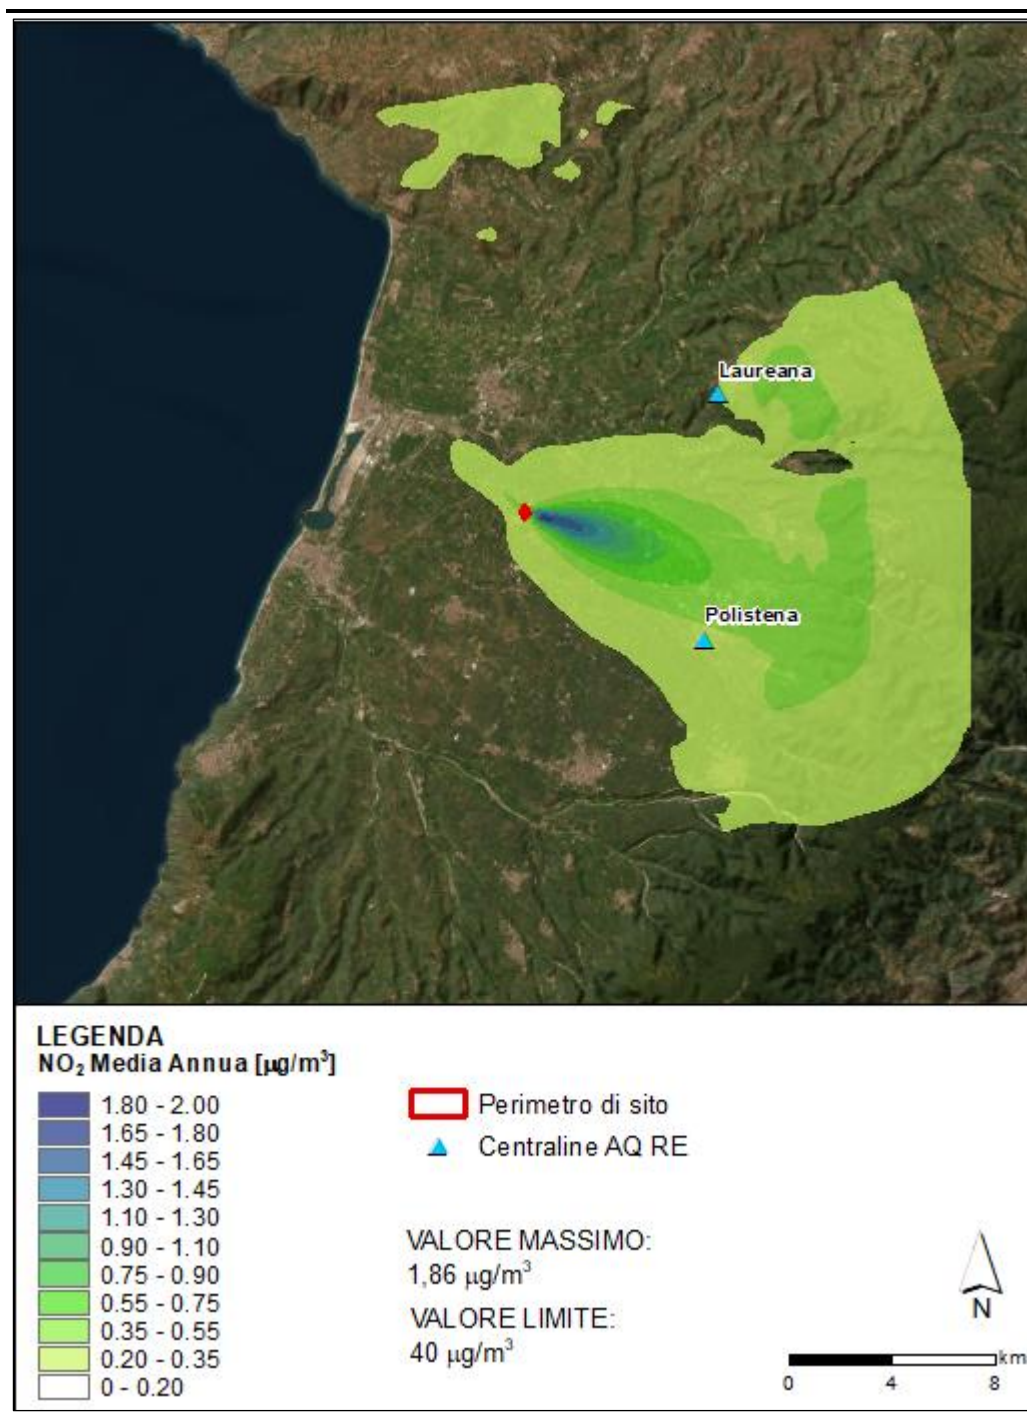 Laureana
Polistena
LEGENDA
NO₂ Media Annua [µg/m³]
1.80 - 2.00
1.65 - 1.80
1.45 - 1.65
1.30 - 1.45
1.10 - 1.30
0.90 - 1.10
0.75 - 0.90
0.55 - 0.75
0.35 - 0.55
0.20 - 0.35
0 - 0.20
Perimetro di sito
Centraline AQ RE
VALORE MASSIMO:
1,86 µg/m³
VALORE LIMITE:
40 µg/m³
N
km
0 4 8